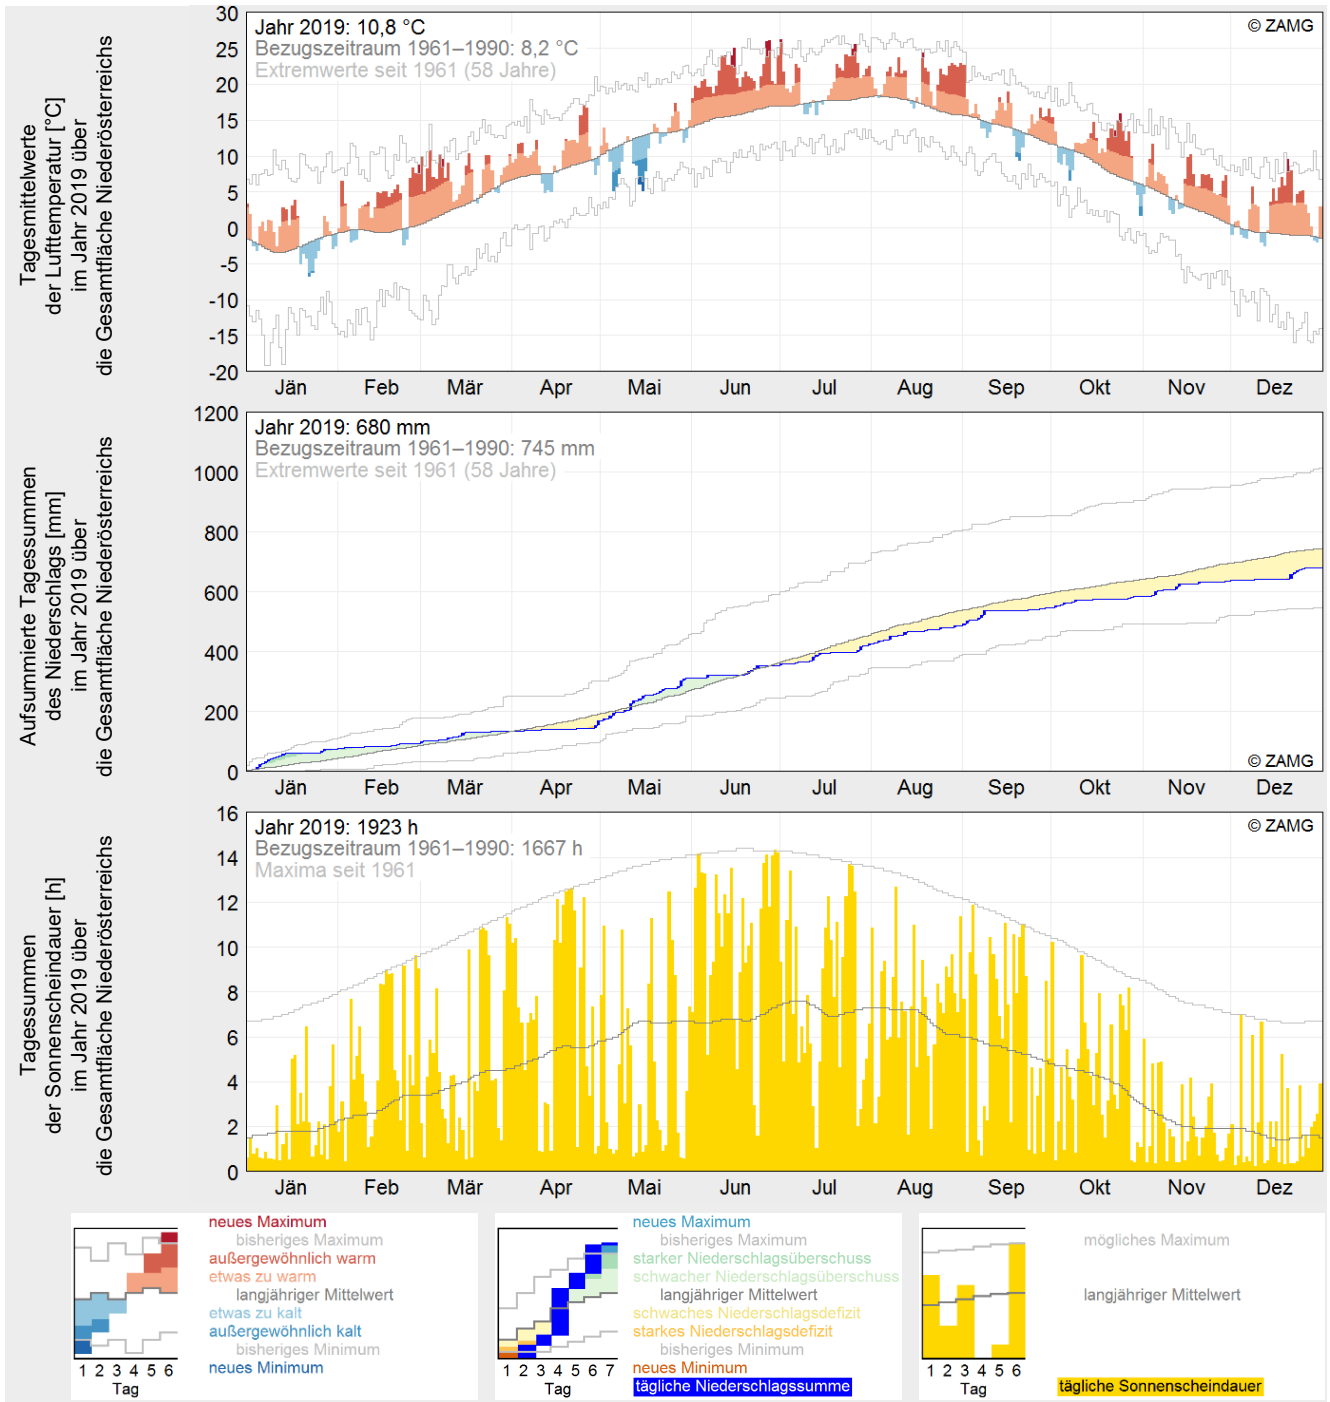 Tagesmittelwerte
der Lufttemperatur [°C]
im Jahr 2019 über
die Gesamtfläche Niederösterreichs
30
25
20
15
10
5
0
-5
-10
-15
-20
Jahr 2019: 10,8 °C
Bezugszeitraum 1961–1990: 8,2 °C
Extremwerte seit 1961 (58 Jahre)
© ZAMG
Jän Feb Mär Apr Mai Jun Jul Aug Sep Okt Nov Dez
Aufsummierte Tagessummen
des Niederschlags [mm]
im Jahr 2019 über
die Gesamtfläche Niederösterreichs
1200
1000
800
600
400
200
0
Jahr 2019: 680 mm
Bezugszeitraum 1961–1990: 745 mm
Extremwerte seit 1961 (58 Jahre)
© ZAMG
Jän Feb Mär Apr Mai Jun Jul Aug Sep Okt Nov Dez
Tagessummen
der Sonnenscheindauer [h]
im Jahr 2019 über
die Gesamtfläche Niederösterreichs
16
14
12
10
8
6
4
2
0
Jahr 2019: 1923 h
Bezugszeitraum 1961–1990: 1667 h
Maxima seit 1961
© ZAMG
Jän Feb Mär Apr Mai Jun Jul Aug Sep Okt Nov Dez
neues Maximum
bisheriges Maximum
außergewöhnlich warm
etwas zu warm
langjähriger Mittelwert
etwas zu kalt
außergewöhnlich kalt
bisheriges Minimum
neues Minimum
1 2 3 4 5 6
Tag
neues Maximum
bisheriges Maximum
starker Niederschlagsüberschuss
schwacher Niederschlagsüberschuss
langjähriger Mittelwert
schwaches Niederschlagsdefizit
starkes Niederschlagsdefizit
bisheriges Minimum
neues Minimum
tägliche Niederschlagssumme
1 2 3 4 5 6 7
Tag
mögliches Maximum
langjähriger Mittelwert
tägliche Sonnenscheindauer
1 2 3 4 5 6
Tag